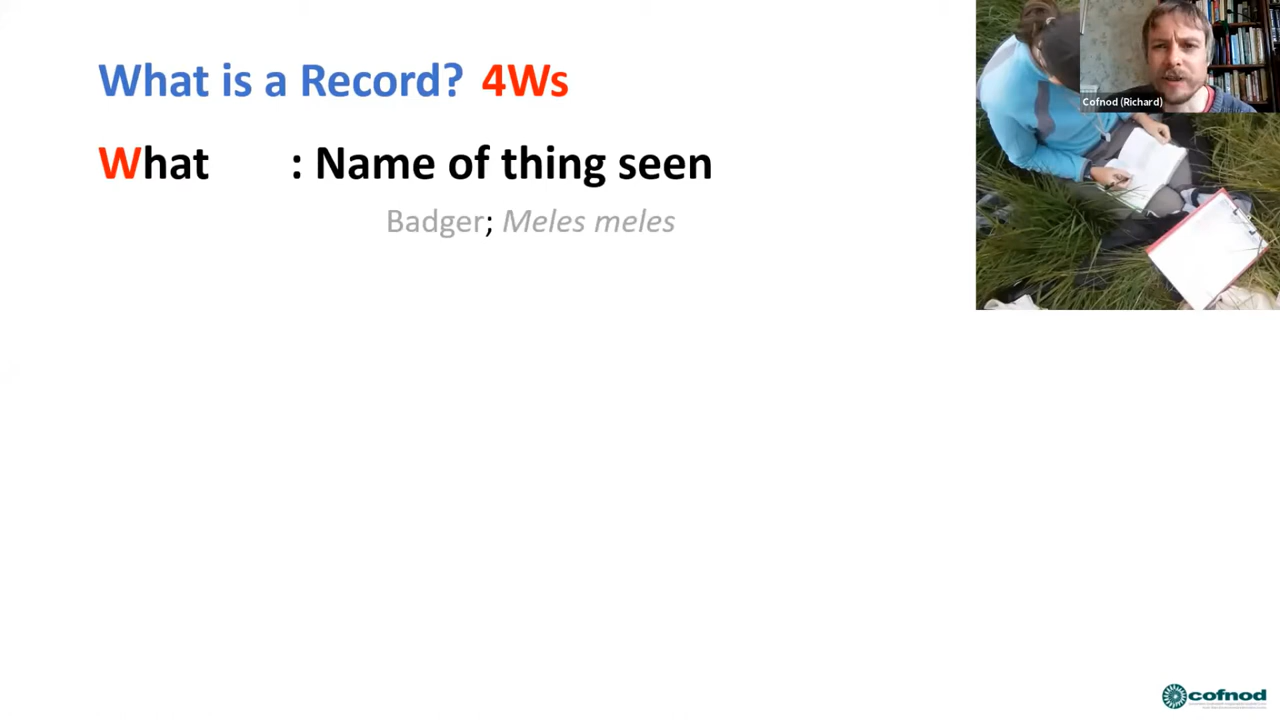 What is a Record? 4Ws
What : Name of thing seen
Badger; Meles meles
Cofnod (Richard)
cofnod